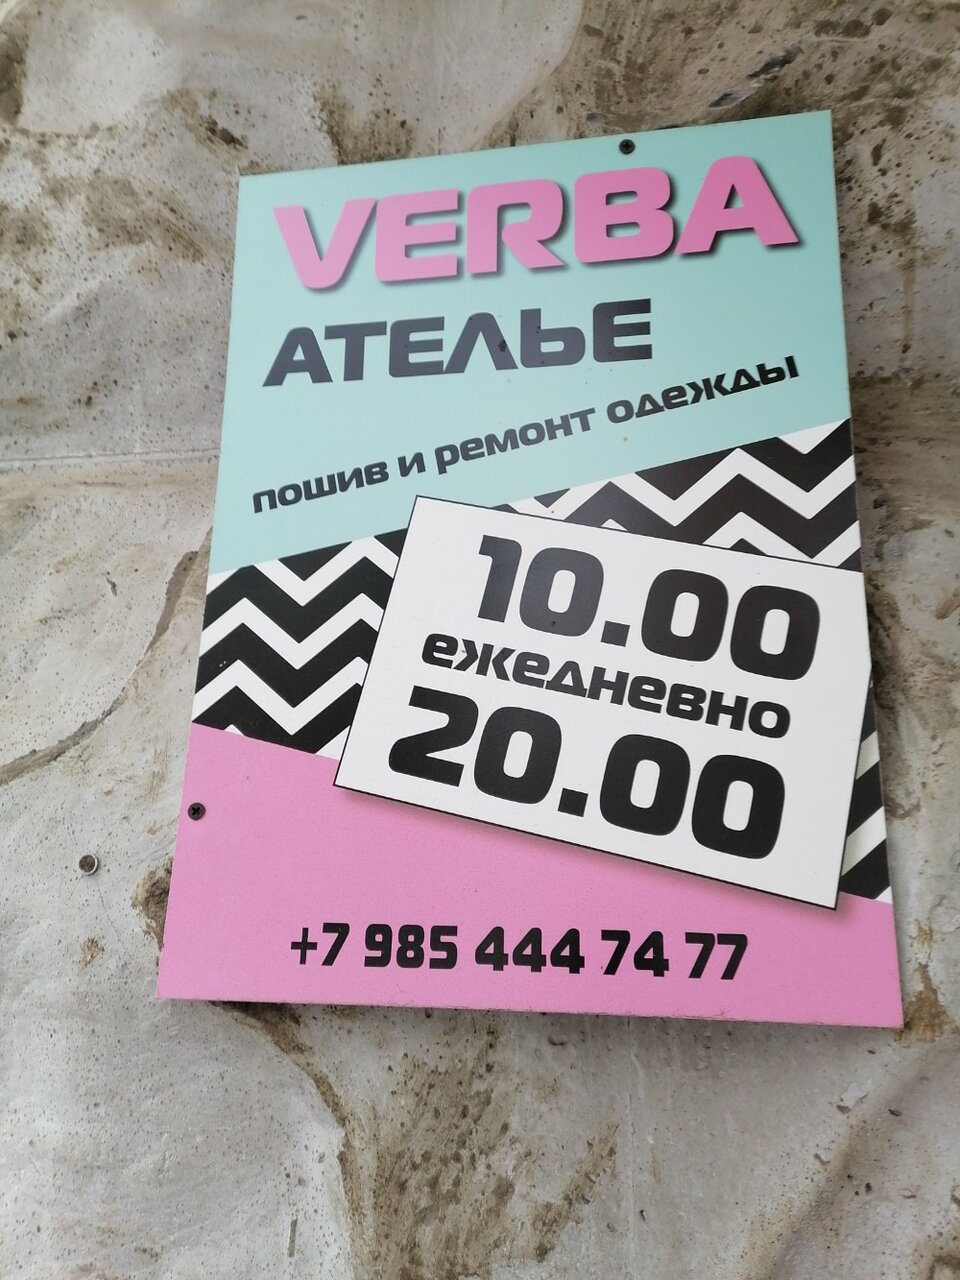 VERBA
АТЕЛЬЕ
пошив и ремонт одежды
10.00
ежедневно
20.00
+7 985 444 74 77